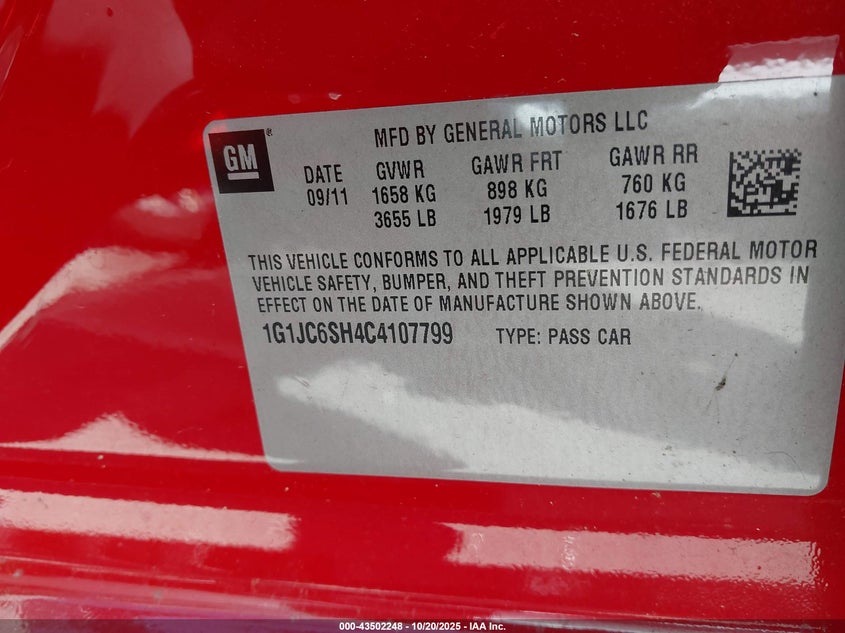 MFD BY GENERAL MOTORS LLC
GM®
DATE GVWR GAWR FRT GAWR RR
09/11 1658 KG 898 KG 760 KG
3655 LB 1979 LB 1676 LB
THIS VEHICLE CONFORMS TO ALL APPLICABLE U.S. FEDERAL MOTOR
VEHICLE SAFETY, BUMPER, AND THEFT PREVENTION STANDARDS IN
EFFECT ON THE DATE OF MANUFACTURE SHOWN ABOVE.
1G1JC6SH4C4107799 TYPE: PASS CAR
000-43502248 - 10/20/2025 - IAA Inc.